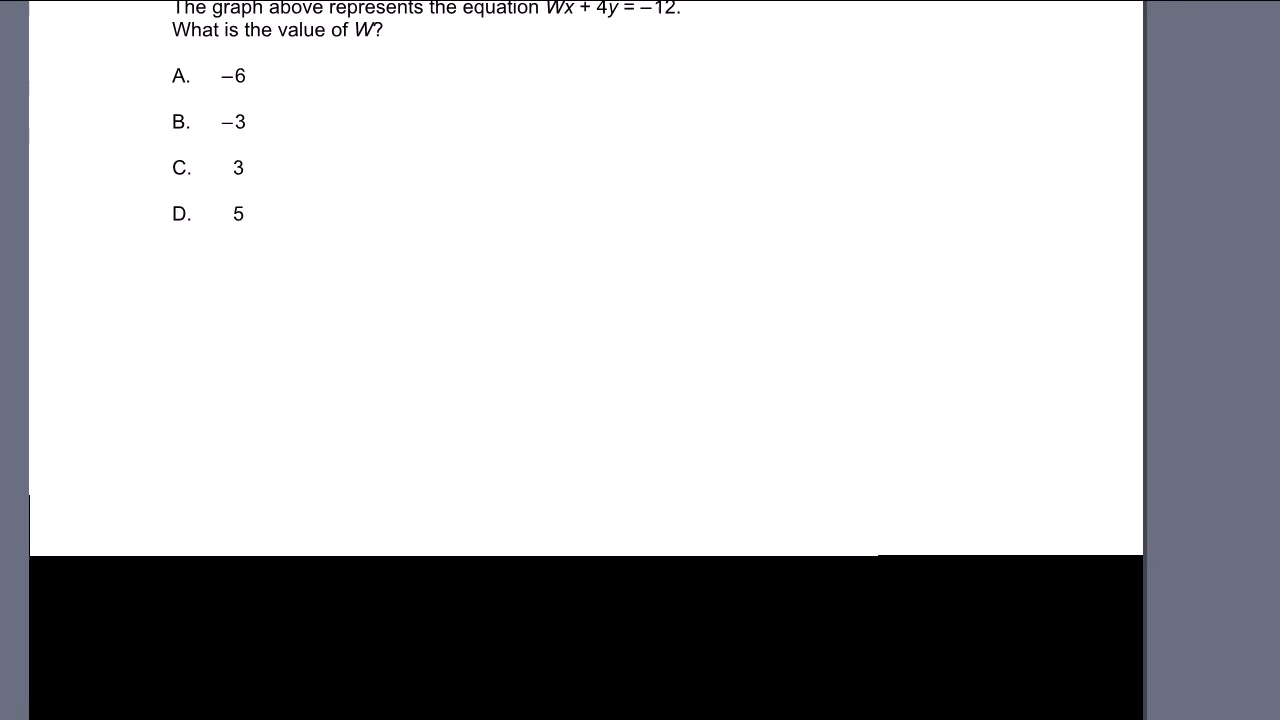 The graph above represents the equation Wx + 4y = −12.
What is the value of W?
A. −6
B. −3
C. 3
D. 5